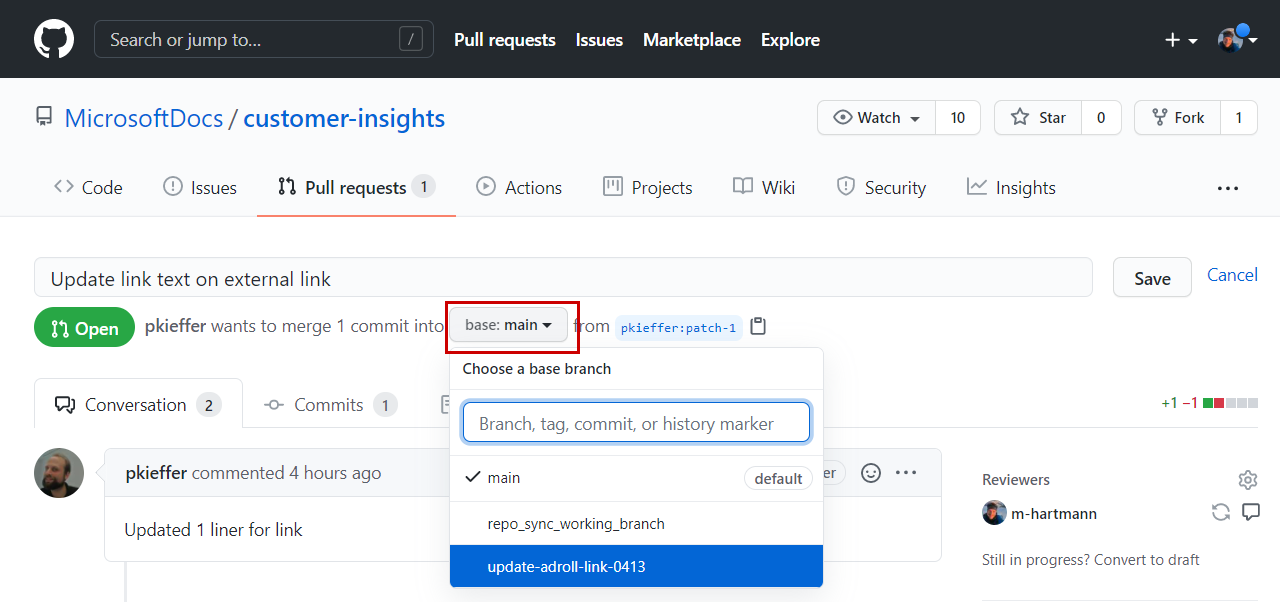 Search or jump to... /
Pull requests Issues Marketplace Explore
MicrosoftDocs / customer-insights
Watch 10 Star 0 Fork 1
Code Issues Pull requests 1 Actions Projects Wiki Security Insights
Update link text on external link
Save Cancel
Open pkieffer wants to merge 1 commit into base: main from pkieffer:patch-1
Choose a base branch
Conversation 2 Commits 1
+1 −1
Branch, tag, commit, or history marker
pkieffer commented 4 hours ago
main default
Reviewers
m-hartmann
Updated 1 liner for link
repo_sync_working_branch
update-adroll-link-0413
Still in progress? Convert to draft